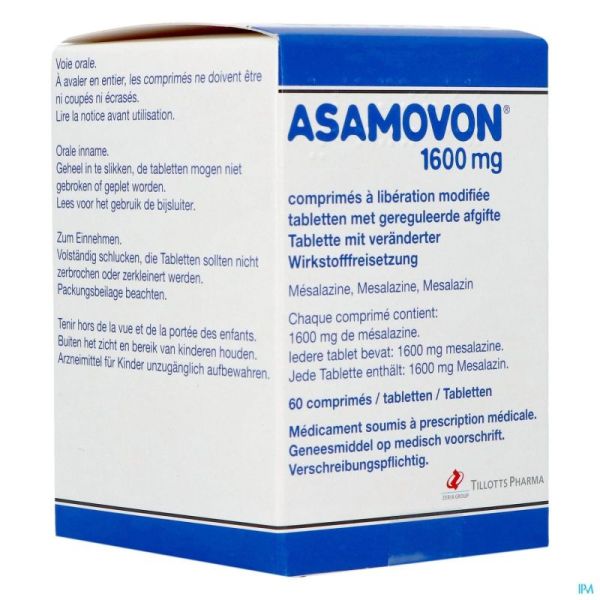 Voie orale.
À avaler en entier, les comprimés ne doivent être
ni coupés ni écrasés.
Lire la notice avant utilisation.
Orale inname.
Geheel in te slikken, de tabletten mogen niet
gebroken of geplet worden.
Lees voor het gebruik de bijsluiter.
Zum Einnehmen.
Vollständig schlucken, die Tabletten sollten nicht
zerbrochen oder zerkleinert werden.
Packungsbeilage beachten.
Tenir hors de la vue et de la portée des enfants.
Buiten het zicht en bereik van kinderen houden.
Arzneimittel für Kinder unzugänglich aufbewahren.
ASAMOVON®
1600 mg
comprimés à libération modifiée
tabletten met gereguleerde afgifte
Tablette mit veränderter
Wirkstofffreisetzung
Mésalazine, Mesalazine, Mesalazin
Chaque comprimé contient:
1600 mg de mésalazine.
Iedere tablet bevat: 1600 mg mesalazine.
Jede Tablette enthält: 1600 mg Mesalazin.
60 comprimés / tabletten / Tabletten
Médicament soumis à prescription médicale.
Geneesmiddel op medisch voorschrift.
Verschreibungspflichtig.
ZERIA GROUP
TILLOTTS PHARMA
IPM